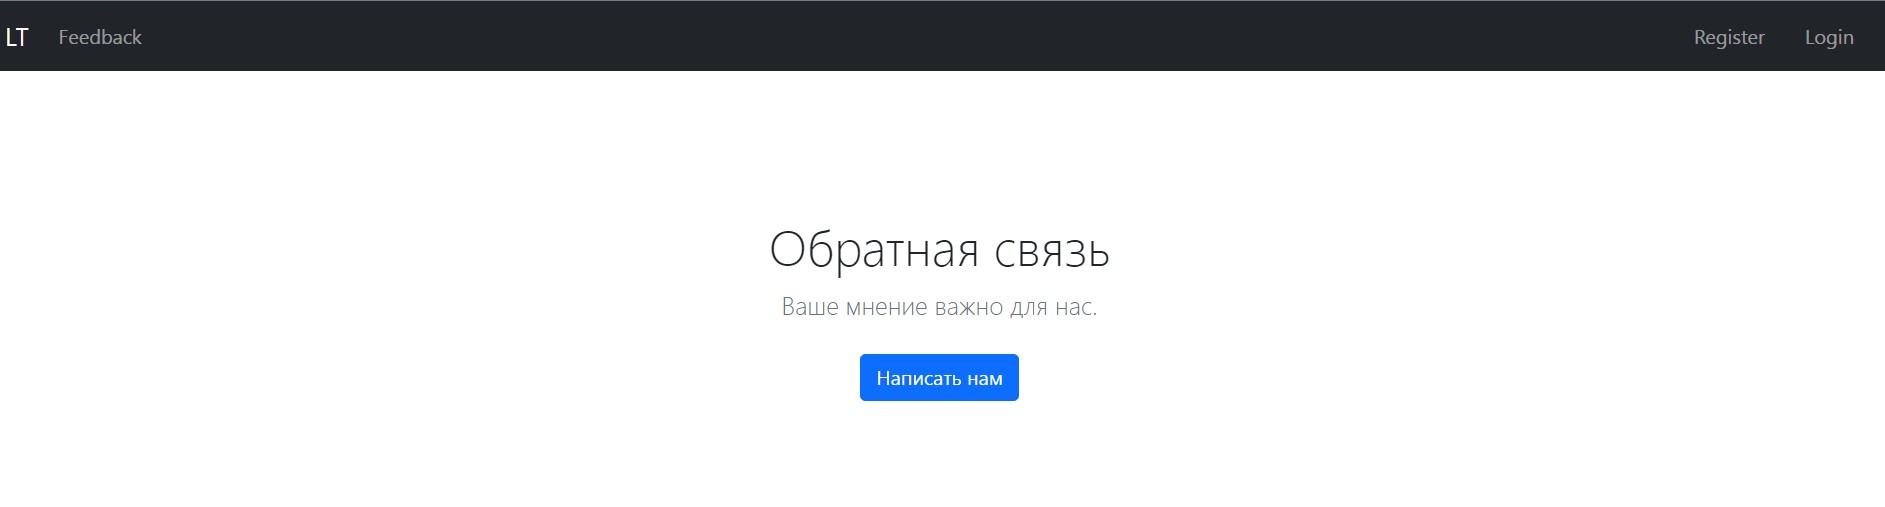 LT Feedback Register Login
Обратная связь
Ваше мнение важно для нас.
Написать нам